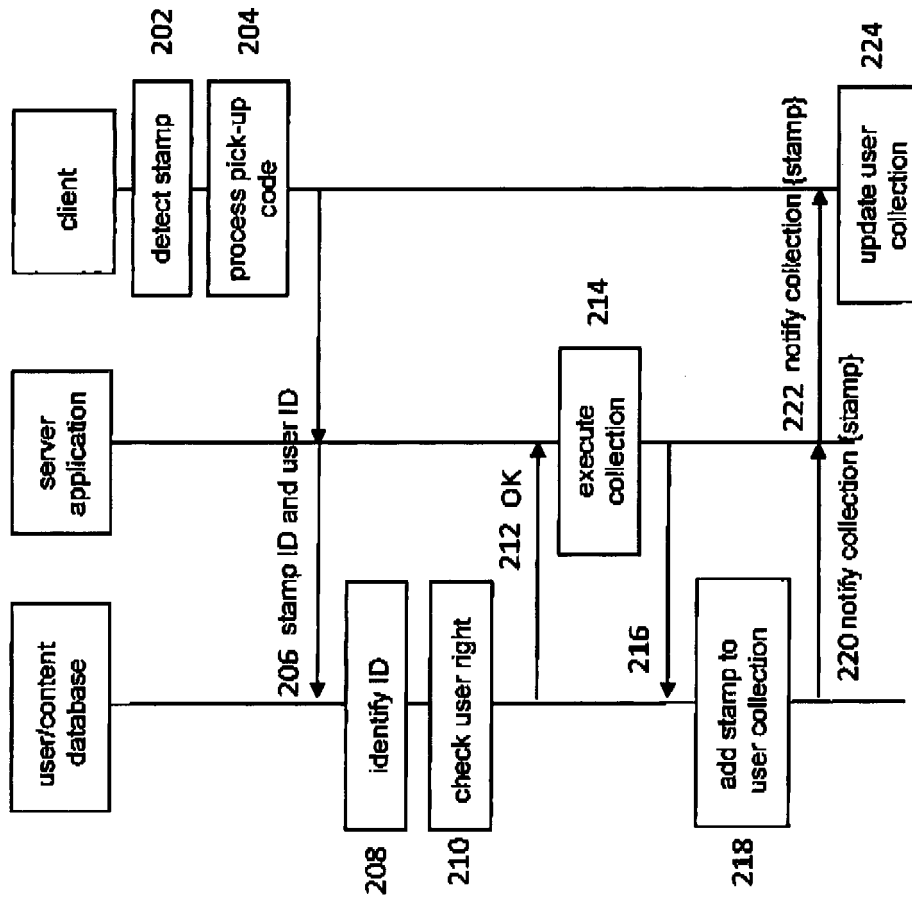 user/content
database
server
application
client
detect stamp
202
process pick-up
code
204
206 stamp ID and user ID
208
identify ID
210
check user right
212 OK
execute
collection
214
216
218
add stamp to
user collection
220 notify collection {stamp}
222 notify collection {stamp}
update user
collection
224